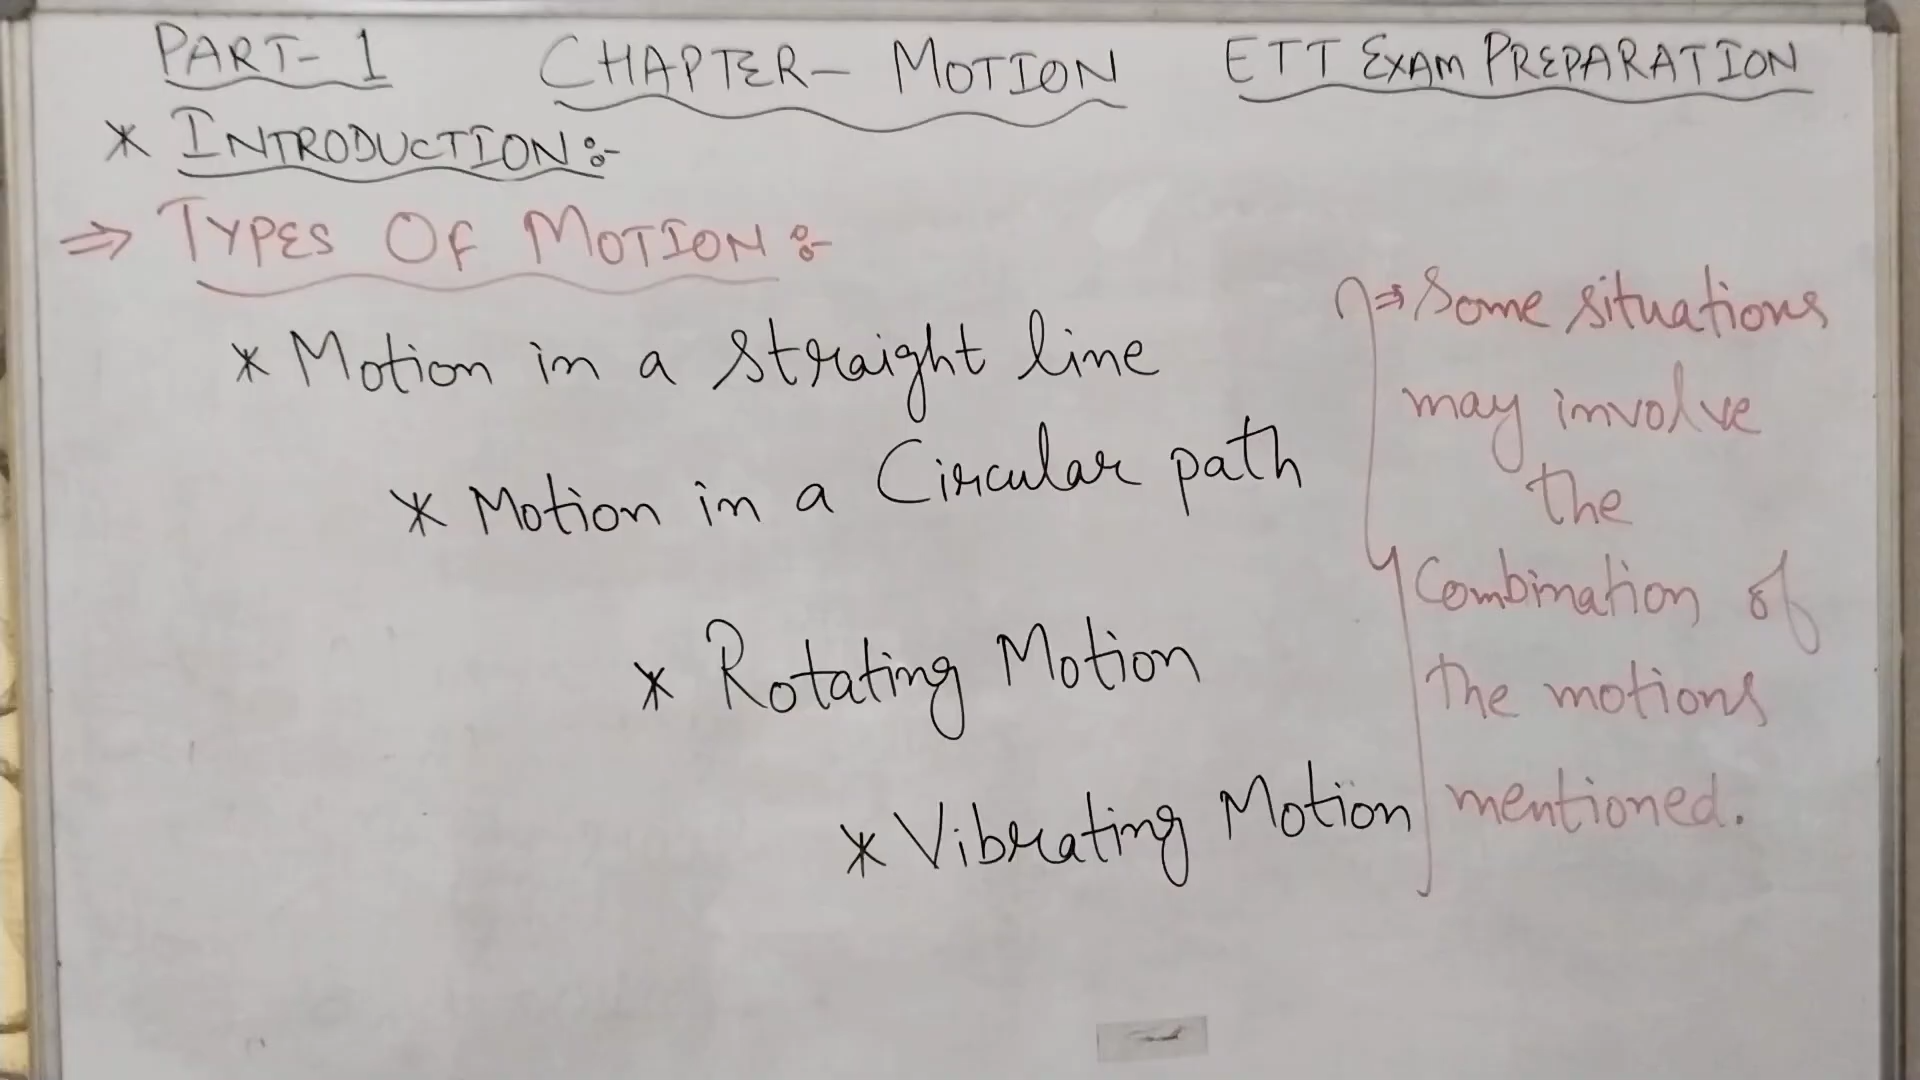 PART- 1 CHAPTER- MOTION ETT EXAM PREPARATION
* INTRODUCTION:-
⇒ TYPES OF MOTION:-
* Motion in a straight line
* Motion in a Circular path
* Rotating Motion
* Vibrating Motion
⇒ Some situations
may involve
the
Combination of
the motions
mentioned.